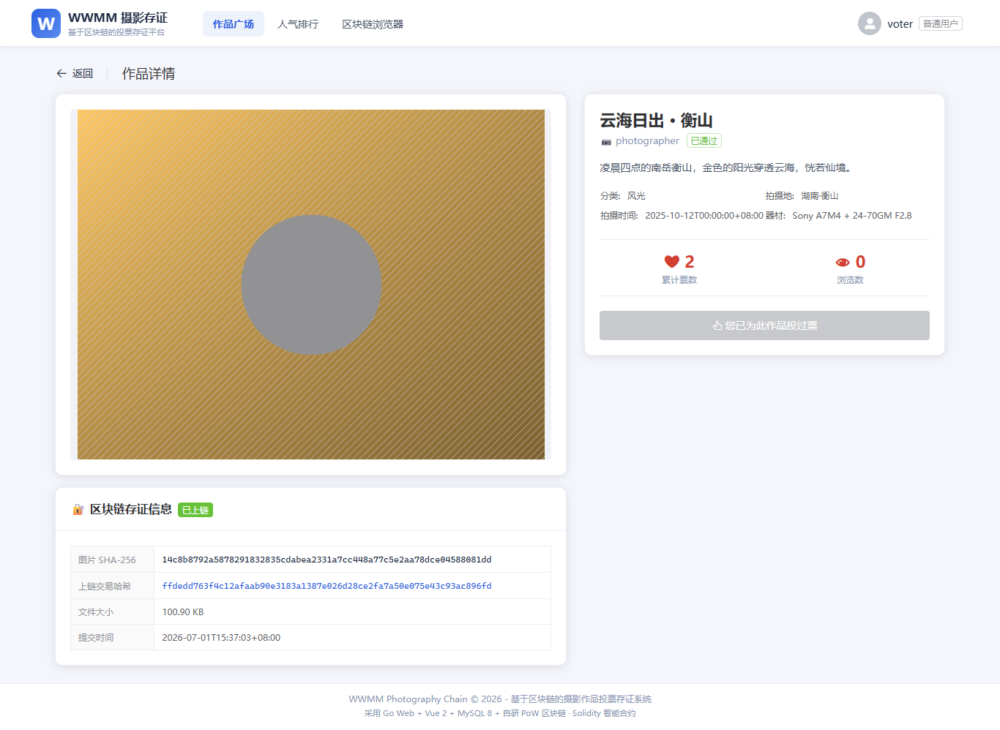 W
WWMM 摄影存证
基于区块链的投票存证平台
作品广场
人气排行
区块链浏览器
voter
普通用户
返回
作品详情
云海日出·衡山
photographer 已通过
凌晨四点的南岳衡山，金色的阳光穿透云海，恍若仙境。
分类: 风光
拍摄地: 湖南·衡山
拍摄时间: 2025-10-12T00:00:00+08:00 器材: Sony A7M4 + 24-70GM F2.8
2
累计票数
0
浏览数
您已为此作品投过票
区块链存证信息 已上链
图片 SHA-256 14c8b8792a5878291832835cdabea2331a7cc448a77c5e2aa78dce04588081dd
上链交易哈希 ffdedd763f4c12afaab90e3183a1387e026d28ce2fa7a50e075e43c93ac896fd
文件大小 100.90 KB
提交时间 2026-07-01T15:37:03+08:00
WWMM Photography Chain © 2026 - 基于区块链的摄影作品投票存证系统
采用 Go Web + Vue 2 + MySQL 8 + 自研 PoW 区块链 · Solidity 智能合约